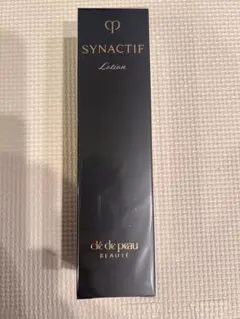 SYNACTIF
Lotion
clé de peau
BEAUTÉ